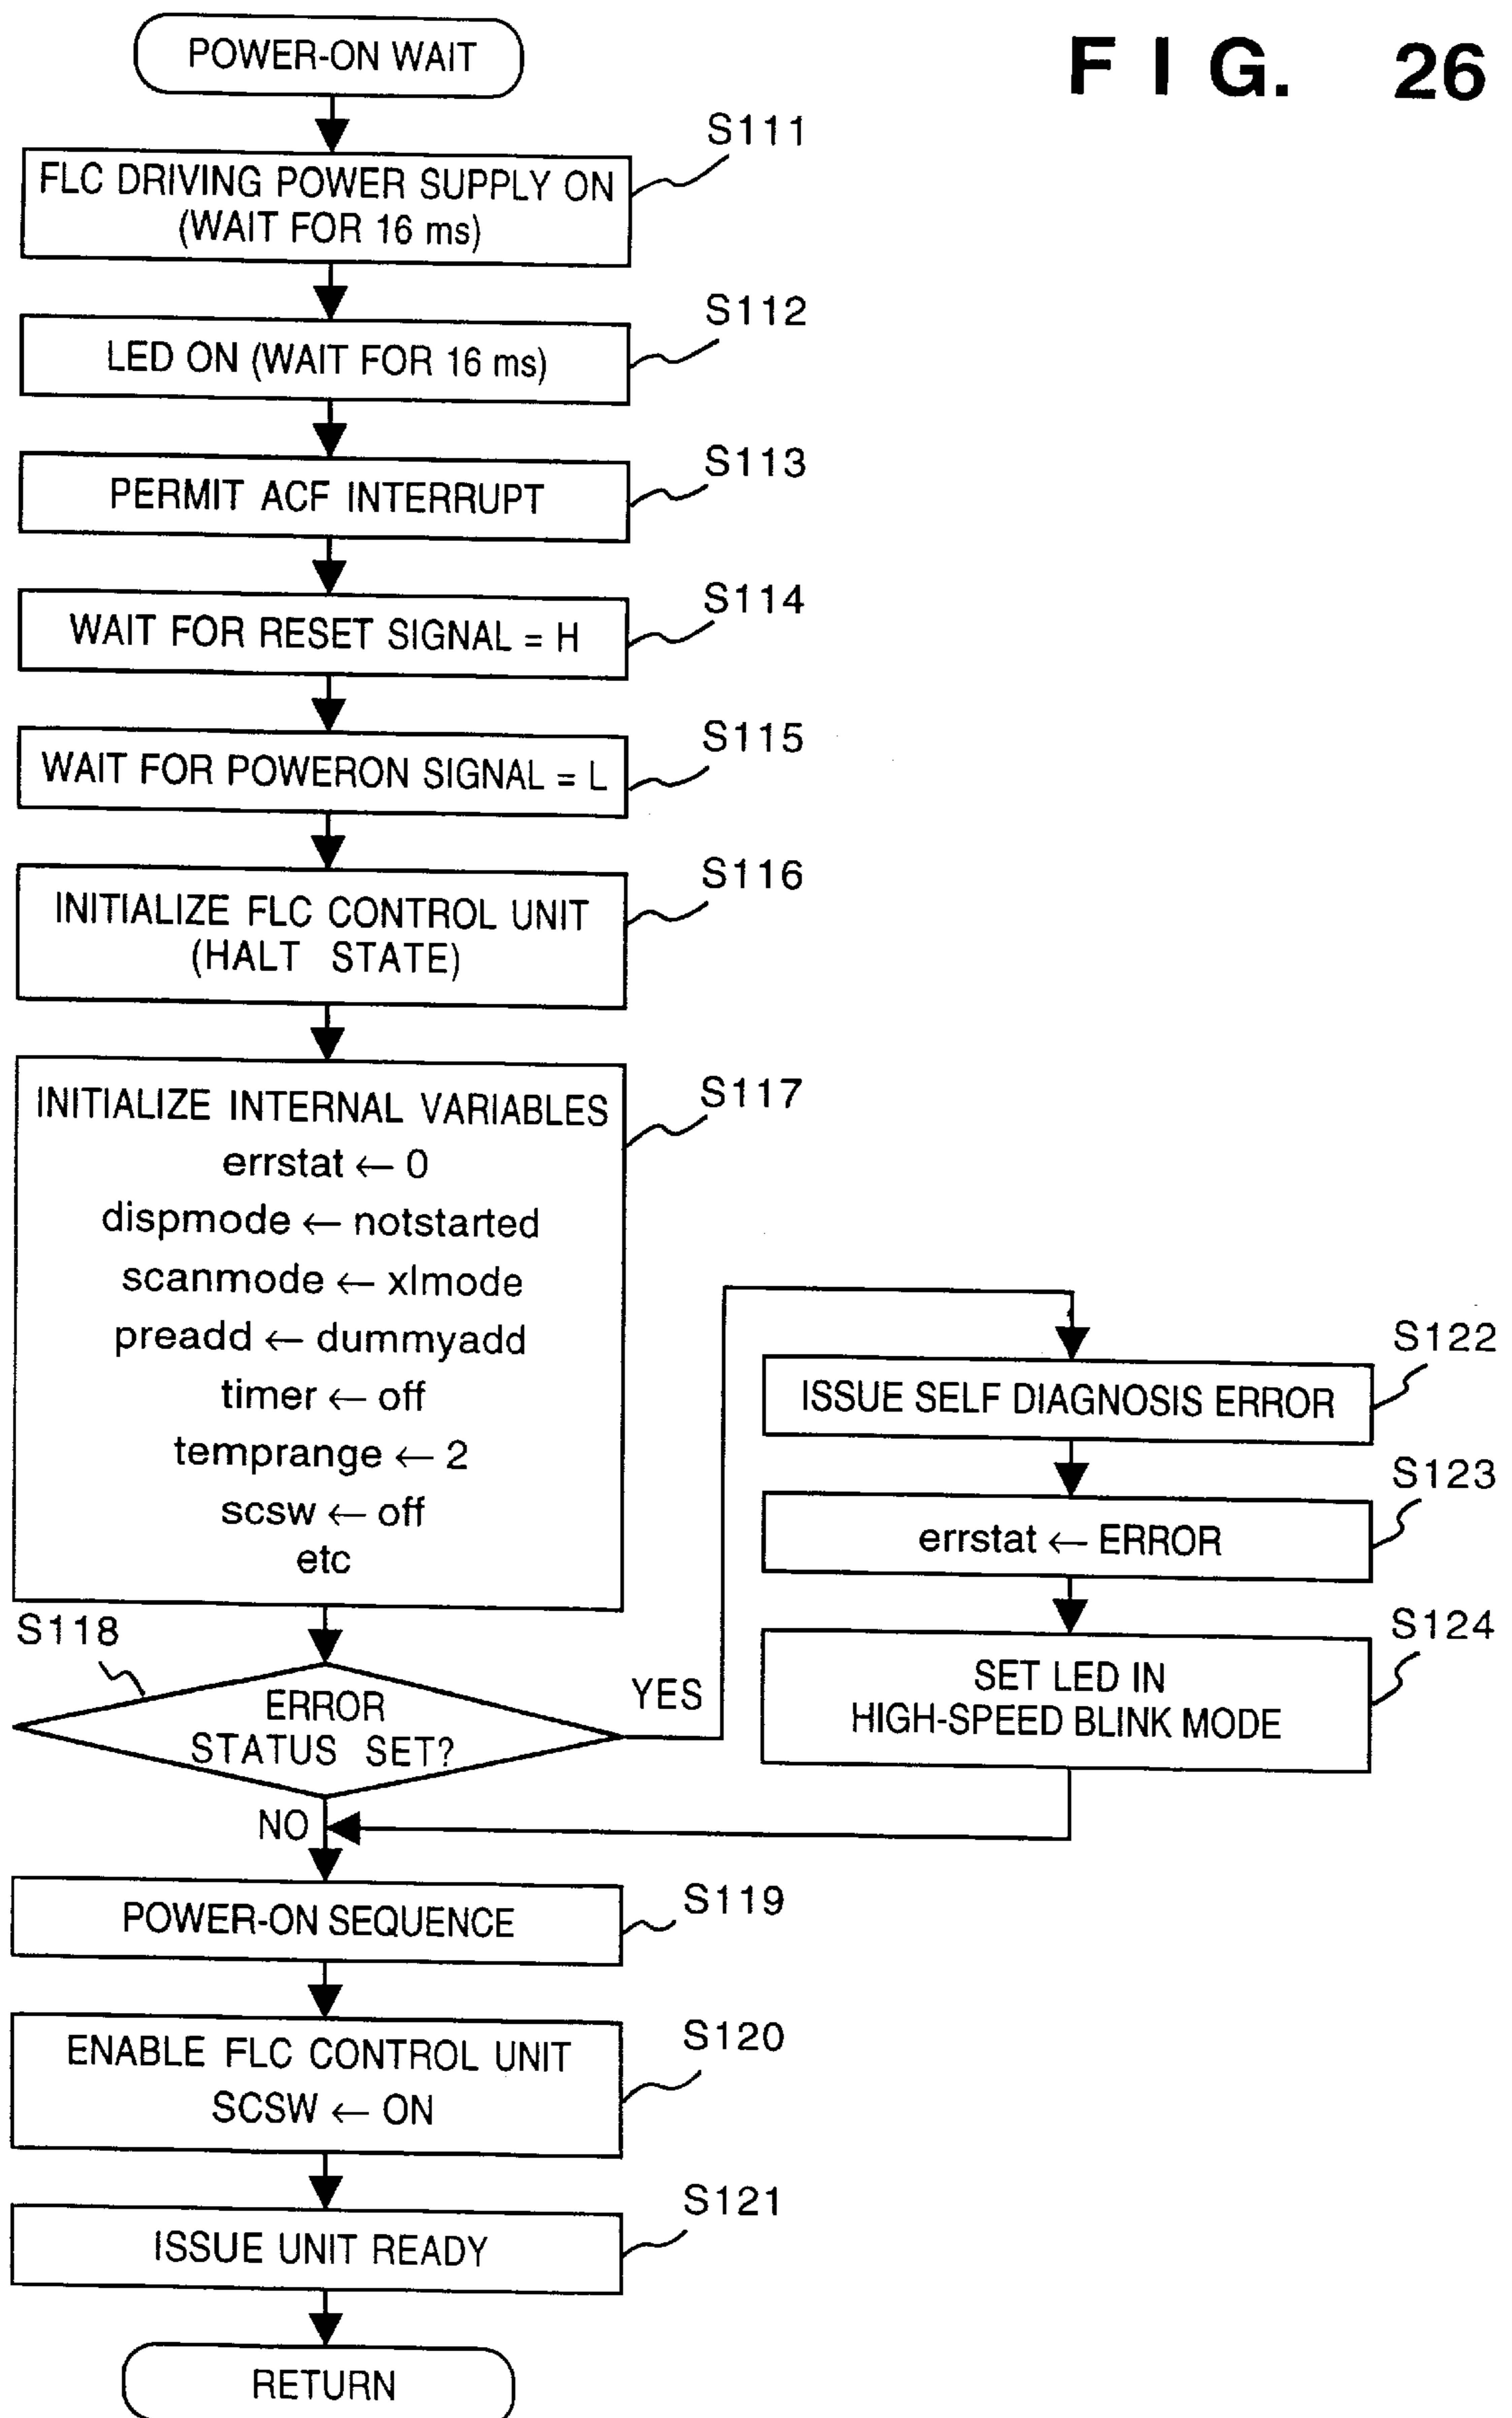 FIG. 26
POWER-ON WAIT
S111
FLC DRIVING POWER SUPPLY ON
(WAIT FOR 16 ms)
S112
LED ON (WAIT FOR 16 ms)
S113
PERMIT ACF INTERRUPT
S114
WAIT FOR RESET SIGNAL = H
S115
WAIT FOR POWERON SIGNAL = L
S116
INITIALIZE FLC CONTROL UNIT
(HALT STATE)
S117
INITIALIZE INTERNAL VARIABLES
errstat ← 0
dispmode ← notstarted
scanmode ← xlmode
preadd ← dummyadd
timer ← off
temprange ← 2
scsw ← off
etc
S118
ERROR
STATUS SET?
YES
NO
S122
ISSUE SELF DIAGNOSIS ERROR
S123
errstat ← ERROR
S124
SET LED IN
HIGH-SPEED BLINK MODE
S119
POWER-ON SEQUENCE
S120
ENABLE FLC CONTROL UNIT
SCSW ← ON
S121
ISSUE UNIT READY
RETURN